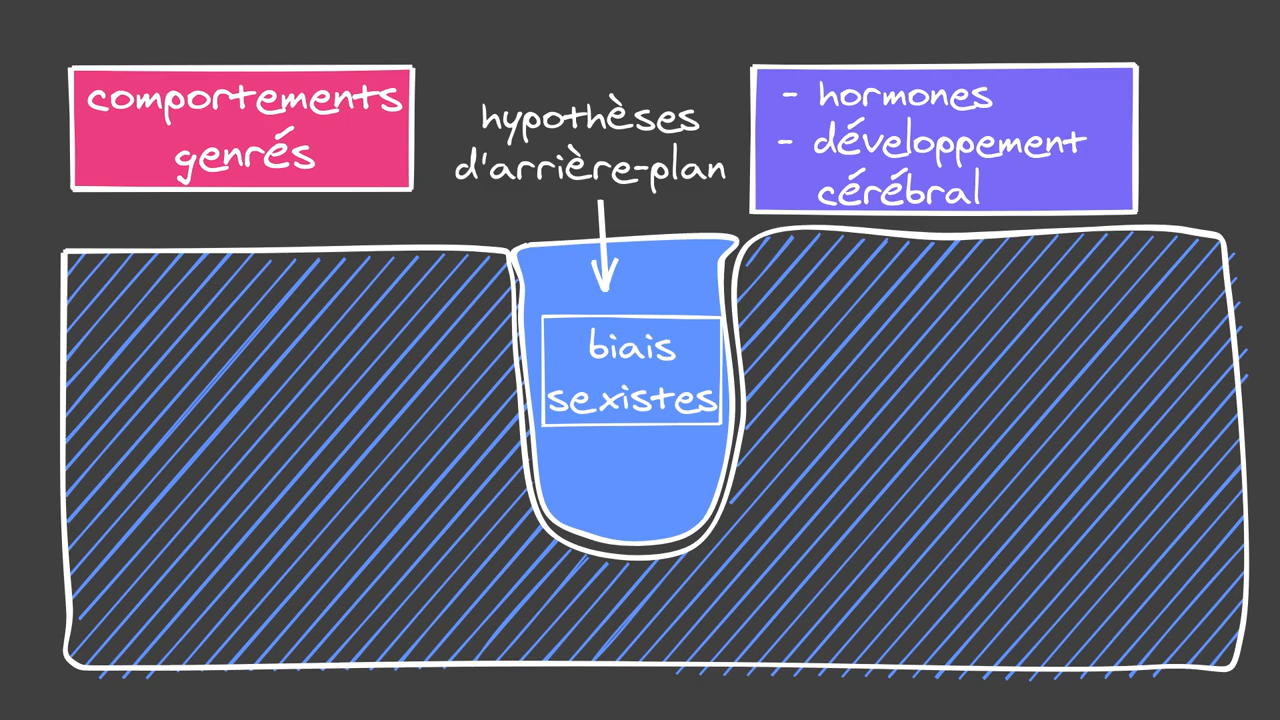 comportements
genrés
hypothèses
d'arrière-plan
- hormones
- développement
cérébral
biais
sexistes